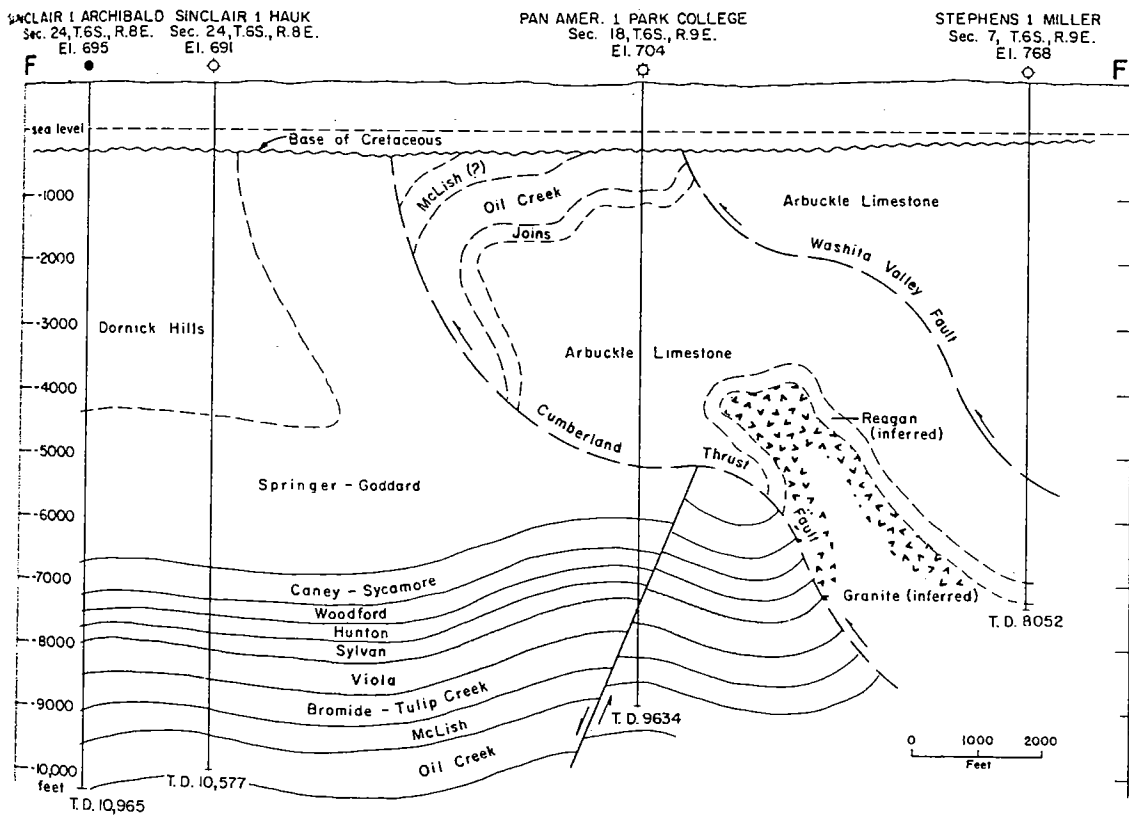 SINCLAIR 1 ARCHIBALD
Sec. 24, T.6S., R.8E.
El. 695
SINCLAIR 1 HAUK
Sec. 24, T.6S., R.8E.
El. 691
PAN AMER. 1 PARK COLLEGE
Sec. 18, T.6S., R.9E.
El. 704
STEPHENS 1 MILLER
Sec. 7, T.6S., R.9E.
El. 768
F
F
sea level
Base of Cretaceous
-1000
-2000
-3000
-4000
-5000
-6000
-7000
-8000
-9000
-10,000
feet
McLish (?)
Oil Creek
Joins
Arbuckle Limestone
Washita Valley Fault
Dornick Hills
Arbuckle Limestone
Cumberland Thrust Fault
Reagan
(inferred)
Springer-Goddard
Caney-Sycamore
Woodford
Hunton
Sylvan
Viola
Bromide-Tulip Creek
McLish
Oil Creek
Granite (inferred)
T.D. 8052
T.D. 9634
T.D. 10,577
T.D. 10,965
0 1000 2000
Feet